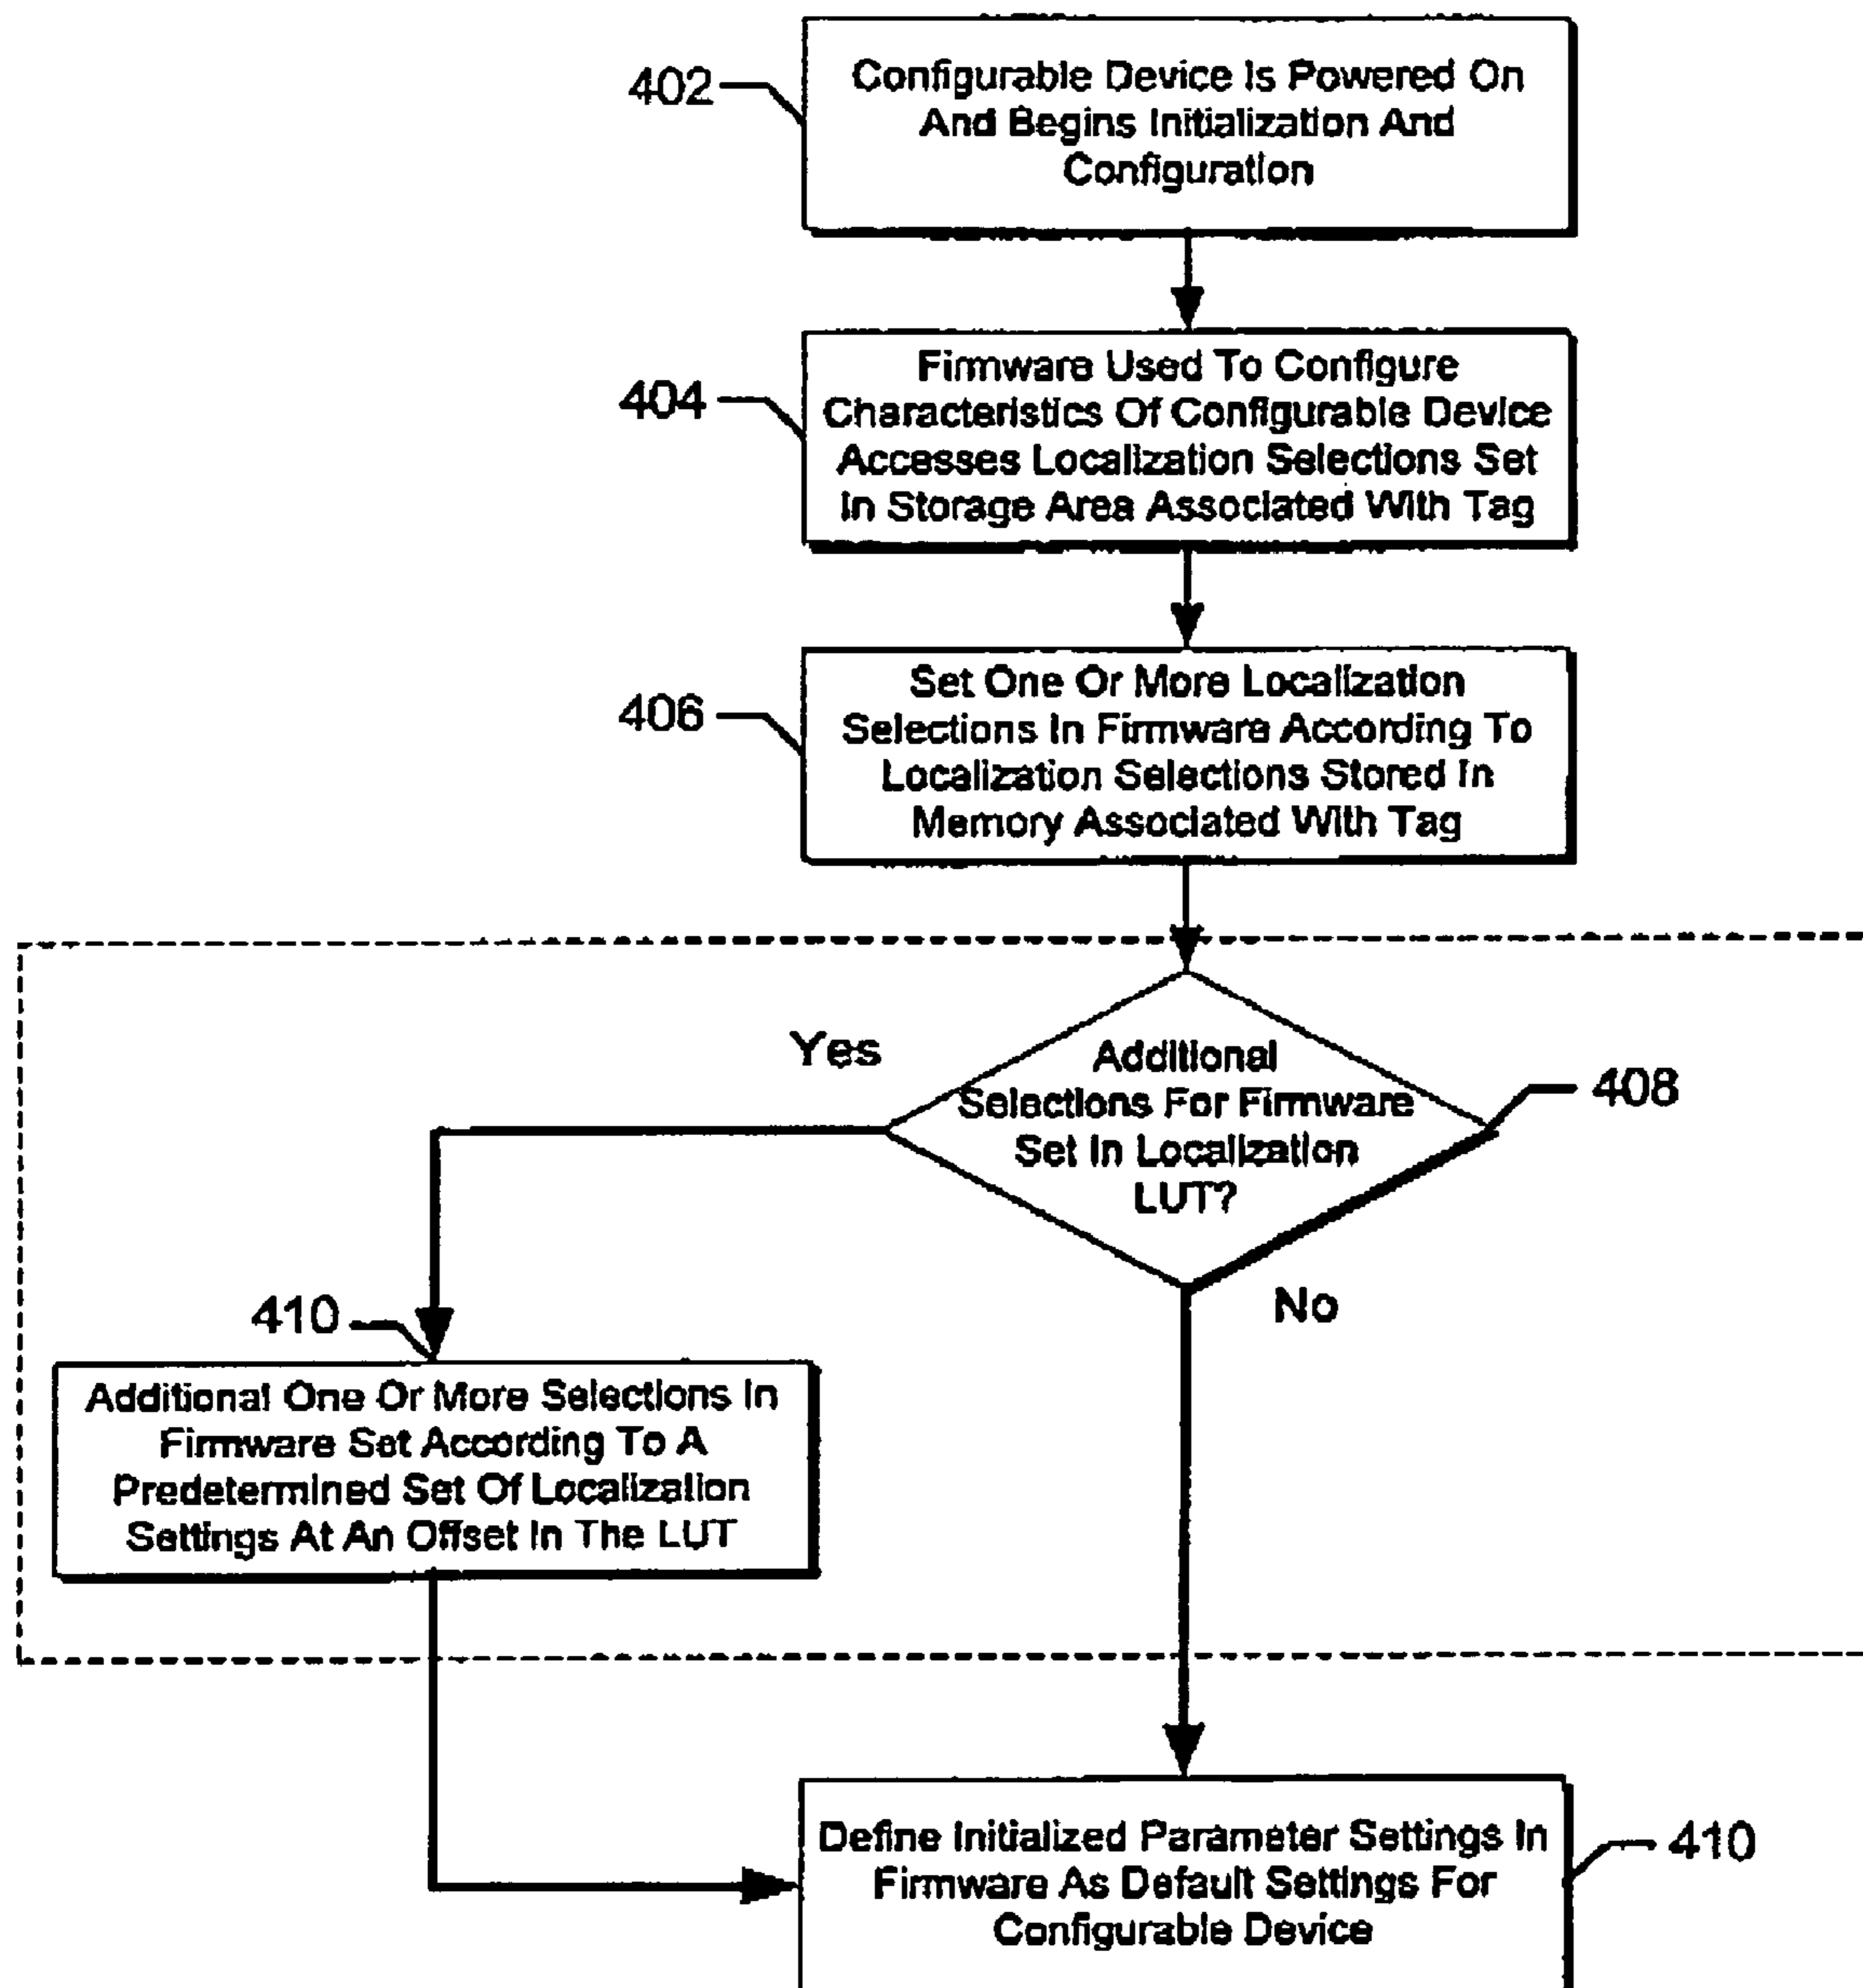 402
Configurable Device Is Powered On
And Begins Initialization And
Configuration
404
Firmware Used To Configure
Characteristics Of Configurable Device
Accesses Localization Selections Set
In Storage Area Associated With Tag
406
Set One Or More Localization
Selections In Firmware According To
Localization Selections Stored In
Memory Associated With Tag
Yes
Additional
Selections For Firmware
Set In Localization
LUT?
408
No
410
Additional One Or More Selections In
Firmware Set According To A
Predetermined Set Of Localization
Settings At An Offset In The LUT
Define Initialized Parameter Settings In
Firmware As Default Settings For
Configurable Device
410